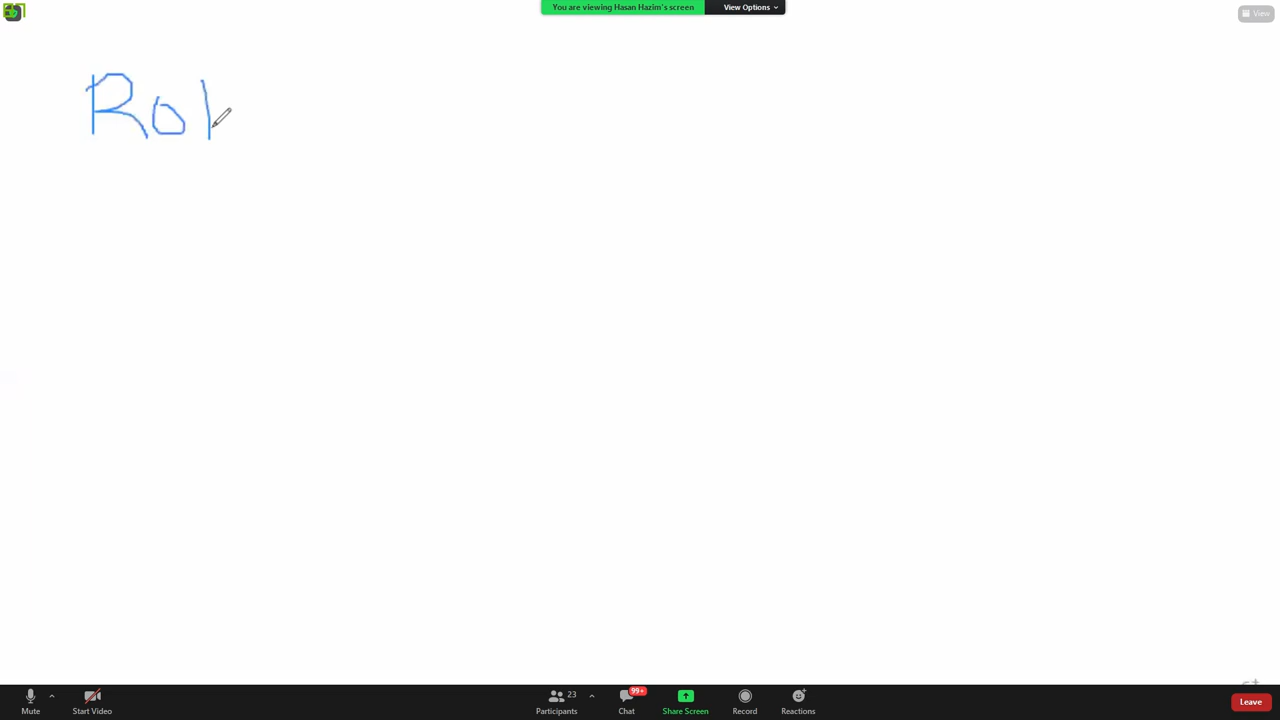 You are viewing Hasan Hazim's screen
View Options
View
Rol
Mute
Start Video
Participants
23
Chat
99+
Share Screen
Record
Reactions
Leave